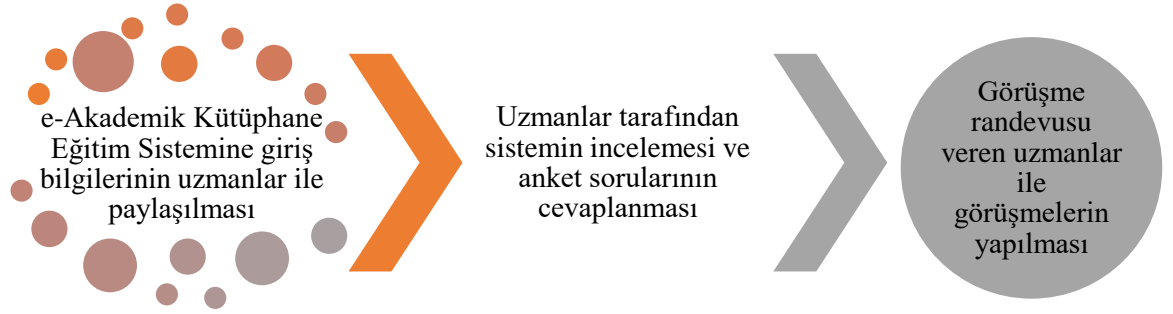 e-Akademik Kütüphane
Eğitim Sistemine giriş
bilgilerinin uzmanlar ile
paylaşılması
Uzmanlar tarafından
sistemin incelemesi ve
anket sorularının
cevaplanması
Görüşme
randevusu
veren uzmanlar
ile
görüşmelerin
yapılması